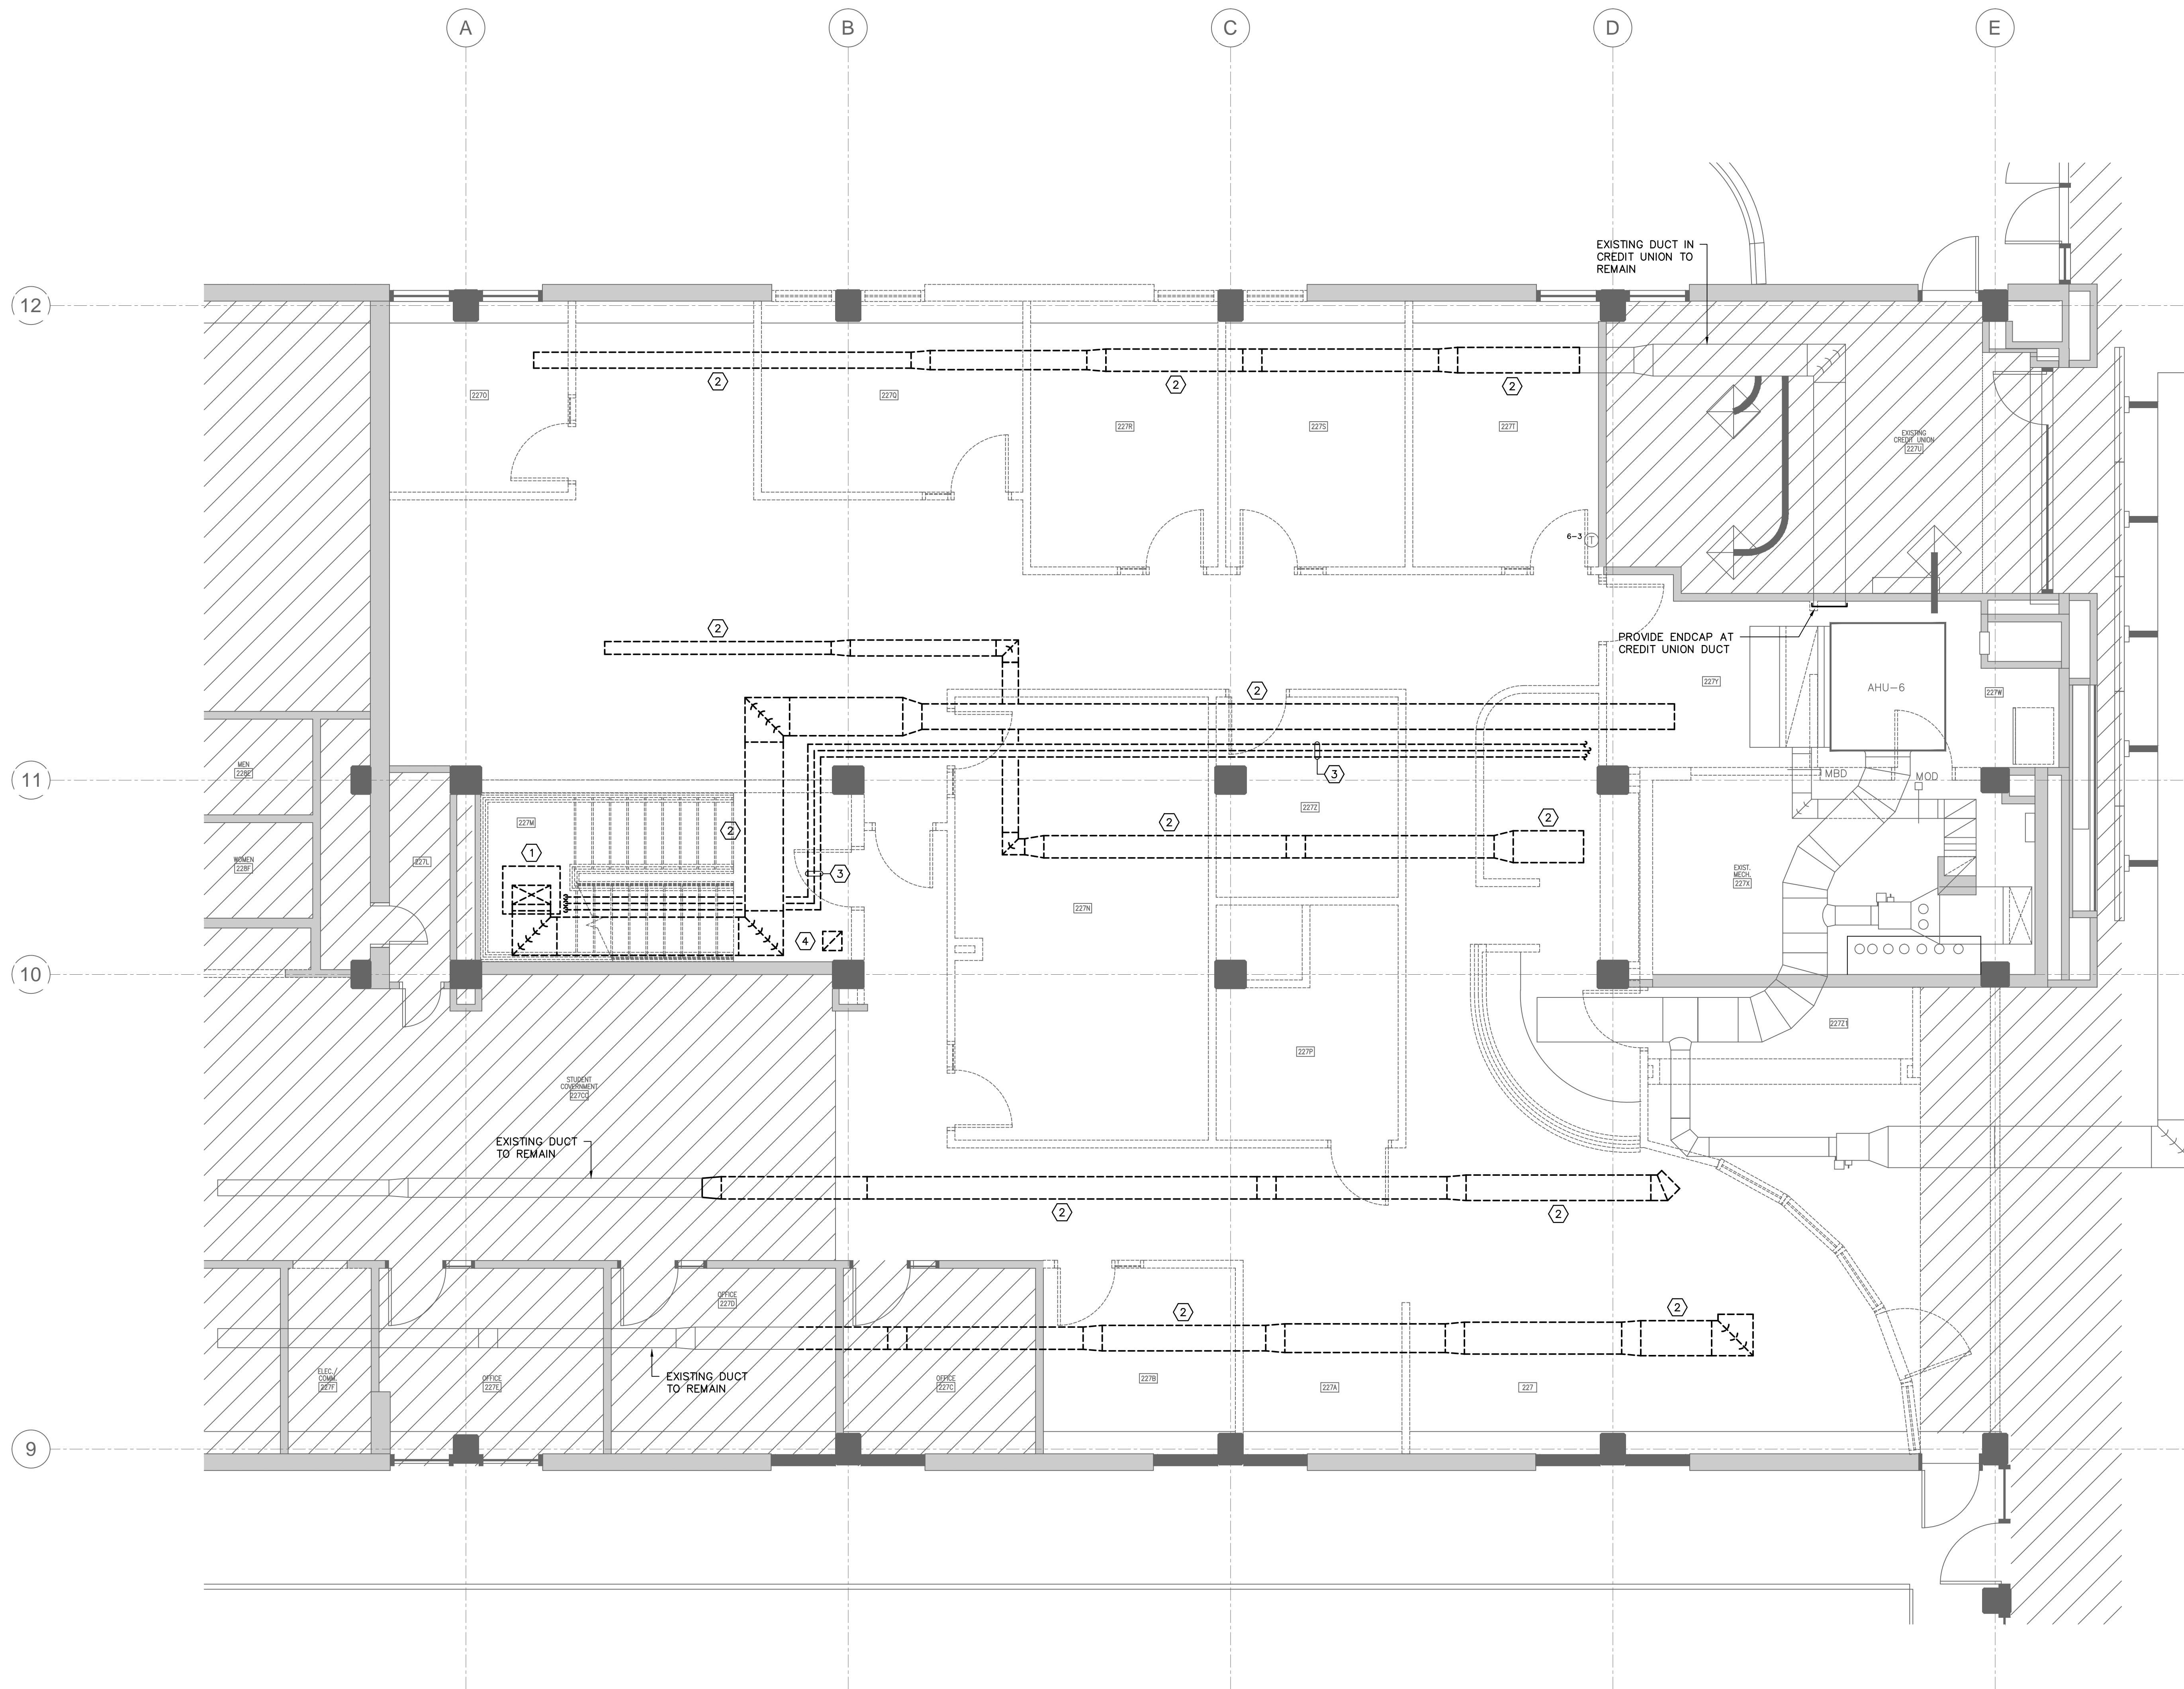 A
B
C
D
E
12
EXISTING DUCT IN
CREDIT UNION TO
REMAIN
2
2
2
227O
227Q
227R
227S
227T
EXISTING
CREDIT UNION
227U
6-3
T
2
PROVIDE ENDCAP AT
CREDIT UNION DUCT
227Y
AHU-6
227W
2
3
11
MEN
228E
MBD
MOD
227M
2
227Z
2
2
WOMEN
228F
227L
1
3
EXIST.
MECH.
227X
227N
4
10
227Z1
227P
STUDENT
GOVERNMENT
227CC
EXISTING DUCT
TO REMAIN
2
2
OFFICE
227D
2
2
ELEC./
COMM.
227F
OFFICE
227E
EXISTING DUCT
TO REMAIN
OFFICE
227C
227B
227A
227
9